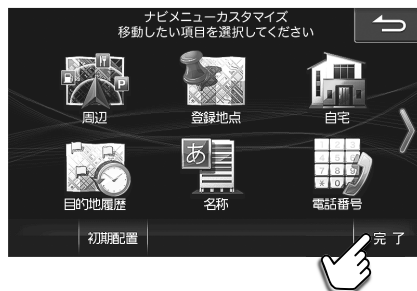 ナビメニューカスタマイズ
移動したい項目を選択してください
P
周辺
登録地点
自宅
あ
目的地履歴
名称
電話番号
初期配置
完了